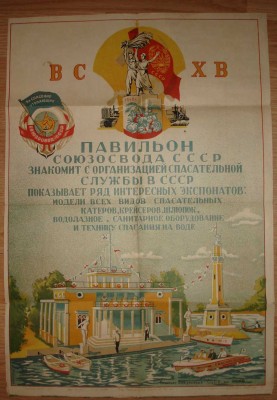 ВС ХВ
ПАВИЛЬОН
СОЮЗОСВОДА СССР
ЗНАКОМИТ С ОРГАНИЗАЦИЕЙ СПАСАТЕЛЬНОЙ
СЛУЖБЫ В СССР
ПОКАЗЫВАЕТ РЯД ИНТЕРЕСНЫХ ЭКСПОНАТОВ:
МОДЕЛИ ВСЕХ ВИДОВ СПАСАТЕЛЬНЫХ
КАТЕРОВ, КРЕЙСЕРОВ, ШЛЮПОК,
ВОДОЛАЗНОЕ И САНИТАРНОЕ ОБОРУДОВАНИЕ
И ТЕХНИКУ СПАСАНИЯ НА ВОДЕ